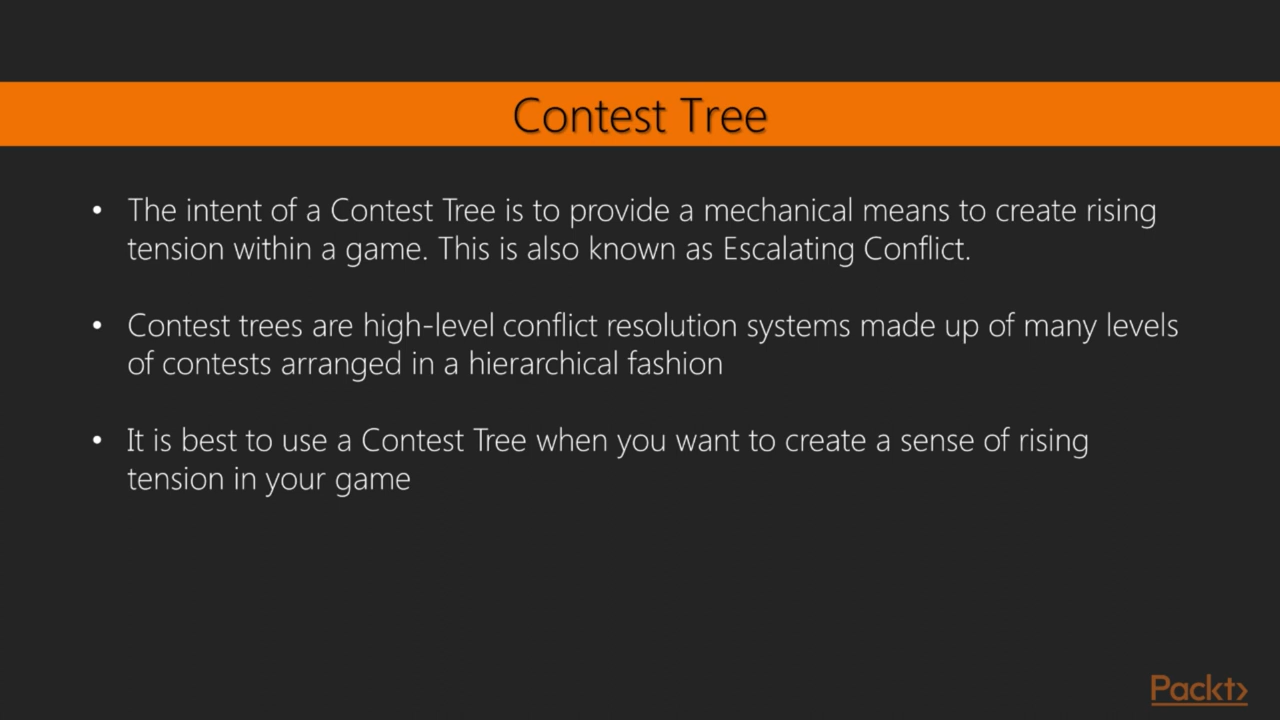 Contest Tree
• The intent of a Contest Tree is to provide a mechanical means to create rising
tension within a game. This is also known as Escalating Conflict.
• Contest trees are high-level conflict resolution systems made up of many levels
of contests arranged in a hierarchical fashion
• It is best to use a Contest Tree when you want to create a sense of rising
tension in your game
Packt>